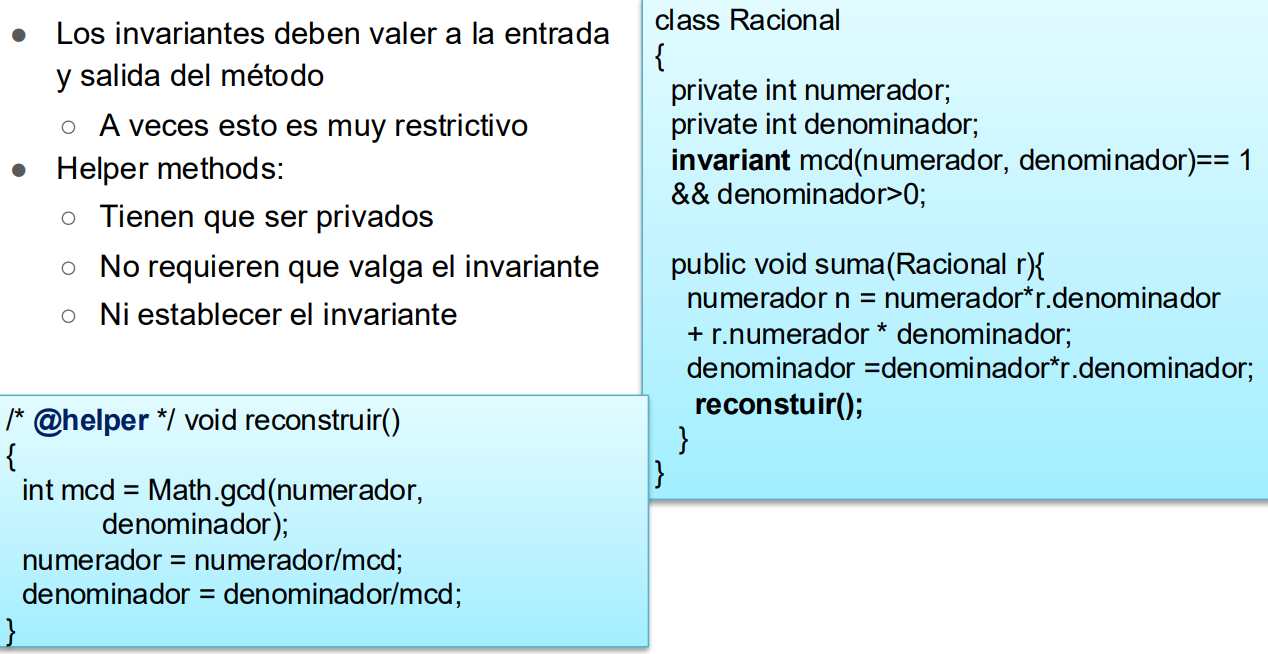 ● Los invariantes deben valer a la entrada
y salida del método
○ A veces esto es muy restrictivo
● Helper methods:
○ Tienen que ser privados
○ No requieren que valga el invariante
○ Ni establecer el invariante
/* @helper */ void reconstruir()
{
int mcd = Math.gcd(numerador,
denominador);
numerador = numerador/mcd;
denominador = denominador/mcd;
}
class Racional
{
private int numerador;
private int denominador;
invariant mcd(numerador, denominador)== 1
&& denominador>0;
public void suma(Racional r){
numerador n = numerador*r.denominador
+ r.numerador * denominador;
denominador =denominador*r.denominador;
reconstuir();
}
}